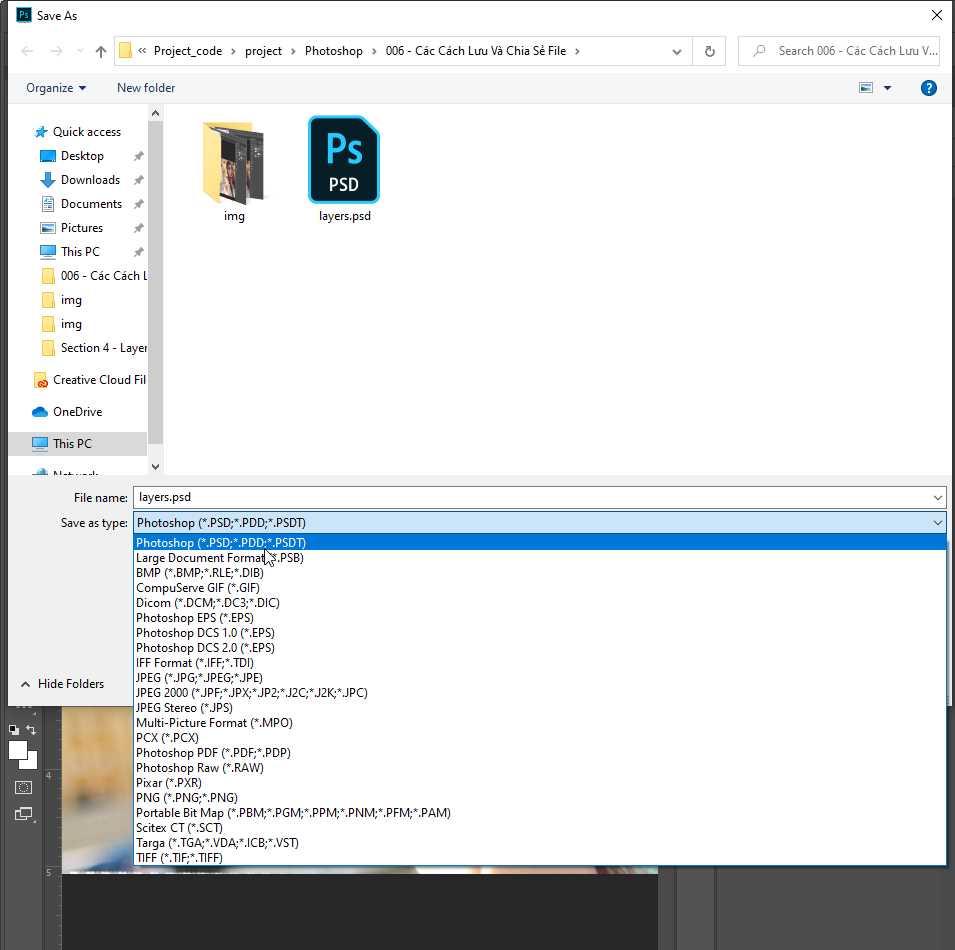 Ps Save As
« Project_code › project › Photoshop › 006 - Các Cách Lưu Và Chia Sẻ File ›
Search 006 - Các Cách Lưu V...
Organize
New folder
?
Quick access
Desktop
Downloads
Documents
Pictures
This PC
006 - Các Cách L
img
img
Section 4 - Layer
Creative Cloud Fil
OneDrive
This PC
Network
img
Ps
PSD
layers.psd
File name: layers.psd
Save as type: Photoshop (*.PSD;*.PDD;*.PSDT)
Photoshop (*.PSD;*.PDD;*.PSDT)
Large Document Format (*.PSB)
BMP (*.BMP;*.RLE;*.DIB)
CompuServe GIF (*.GIF)
Dicom (*.DCM;*.DC3;*.DIC)
Photoshop EPS (*.EPS)
Photoshop DCS 1.0 (*.EPS)
Photoshop DCS 2.0 (*.EPS)
IFF Format (*.IFF;*.TDI)
JPEG (*.JPG;*.JPEG;*.JPE)
JPEG 2000 (*.JPF;*.JPX;*.JP2;*.J2C;*.J2K;*.JPC)
JPEG Stereo (*.JPS)
Multi-Picture Format (*.MPO)
PCX (*.PCX)
Photoshop PDF (*.PDF;*.PDP)
Photoshop Raw (*.RAW)
Pixar (*.PXR)
PNG (*.PNG;*.PNG)
Portable Bit Map (*.PBM;*.PGM;*.PPM;*.PNM;*.PFM;*.PAM)
Scitex CT (*.SCT)
Targa (*.TGA;*.VDA;*.ICB;*.VST)
TIFF (*.TIF;*.TIFF)
Hide Folders
4
5